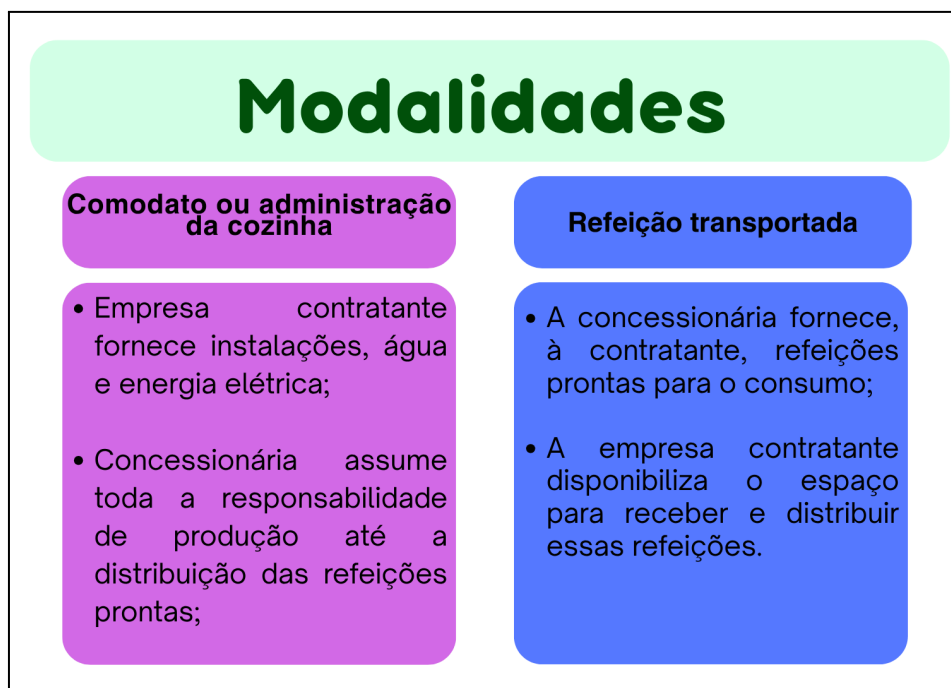 Modalidades
Comodato ou administração
da cozinha
• Empresa contratante
fornece instalações, água
e energia elétrica;
• Concessionária assume
toda a responsabilidade
de produção até a
distribuição das refeições
prontas;
Refeição transportada
• A concessionária fornece,
à contratante, refeições
prontas para o consumo;
• A empresa contratante
disponibiliza o espaço
para receber e distribuir
essas refeições.